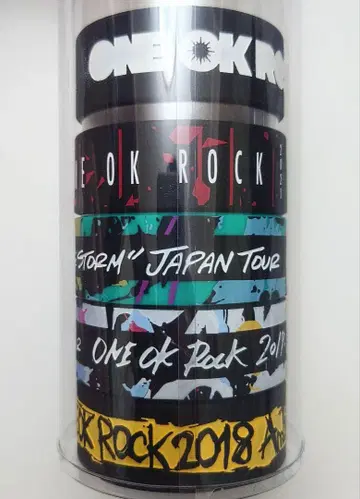 ONE OK RO
E OK ROCK
STORM" JAPAN TOUR
ONE OK ROCK 201
OK ROCK 2018